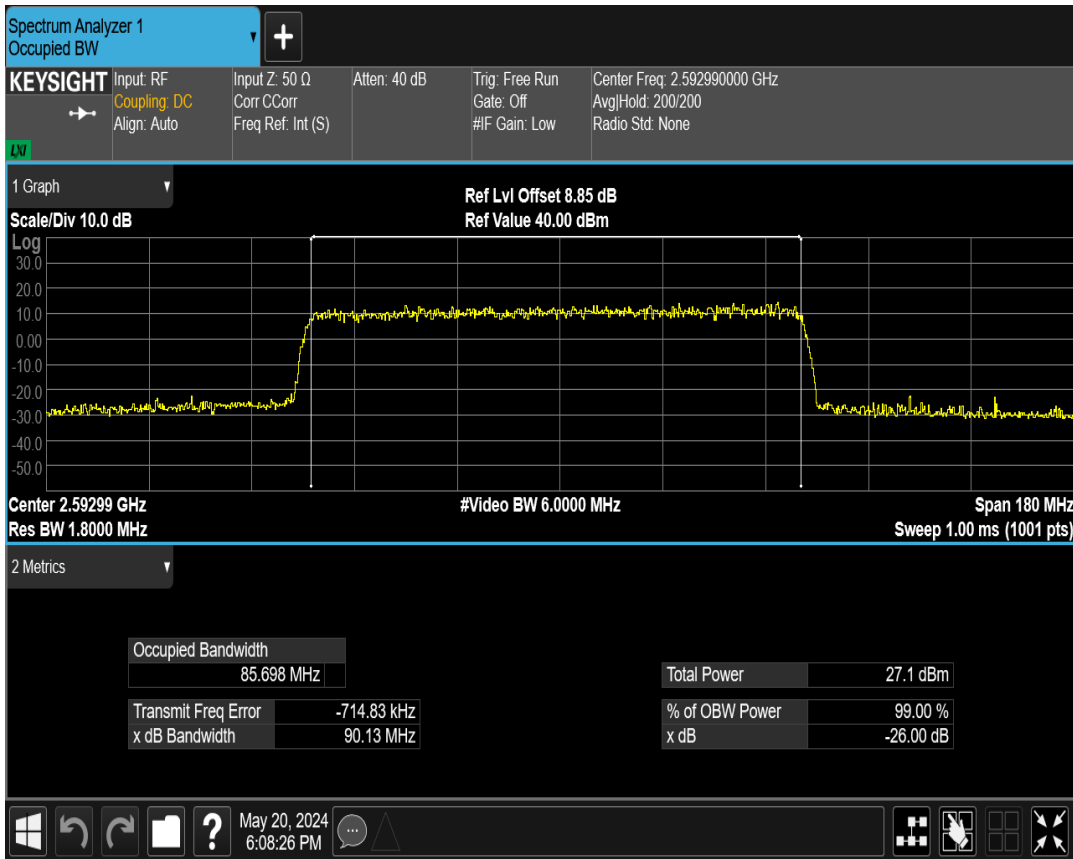 Spectrum Analyzer 1
Occupied BW
KEYSIGHT
LXI
Input: RF
Coupling: DC
Align: Auto
Input Z: 50 Ω
Corr CCorr
Freq Ref: Int (S)
Atten: 40 dB
Trig: Free Run
Gate: Off
#IF Gain: Low
Center Freq: 2.592990000 GHz
Avg|Hold: 200/200
Radio Std: None
1 Graph
Scale/Div 10.0 dB
Ref Lvl Offset 8.85 dB
Ref Value 40.00 dBm
Log
30.0
20.0
10.0
0.00
-10.0
-20.0
-30.0
-40.0
-50.0
Center 2.59299 GHz
Res BW 1.8000 MHz
#Video BW 6.0000 MHz
Span 180 MHz
Sweep 1.00 ms (1001 pts)
2 Metrics
Occupied Bandwidth
85.698 MHz
Transmit Freq Error -714.83 kHz
x dB Bandwidth 90.13 MHz
Total Power 27.1 dBm
% of OBW Power 99.00 %
x dB -26.00 dB
May 20, 2024
6:08:26 PM